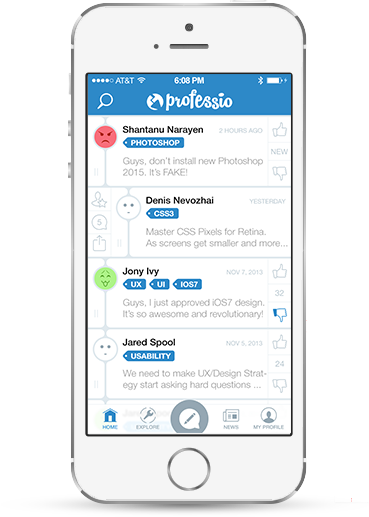 AT&T 6:08 PM
professio
Shantanu Narayen 2 HOURS AGO
PHOTOSHOP
NEW
Guys, don't install new Photoshop
2015. It's FAKE!
Denis Nevozhai YESTERDAY
CSS3
5
Master CSS Pixels for Retina.
As screens get smaller and more...
Jony Ivy NOV 7, 2013
UX UI IOS7
32
Guys, I just approved iOS7 design.
It's so awesome and revolutionary!
Jared Spool NOV 5, 2013
USABILITY
24
We need to make UX/Design Strat-
egy start asking hard questions ...
HOME EXPLORE NEWS MY PROFILE